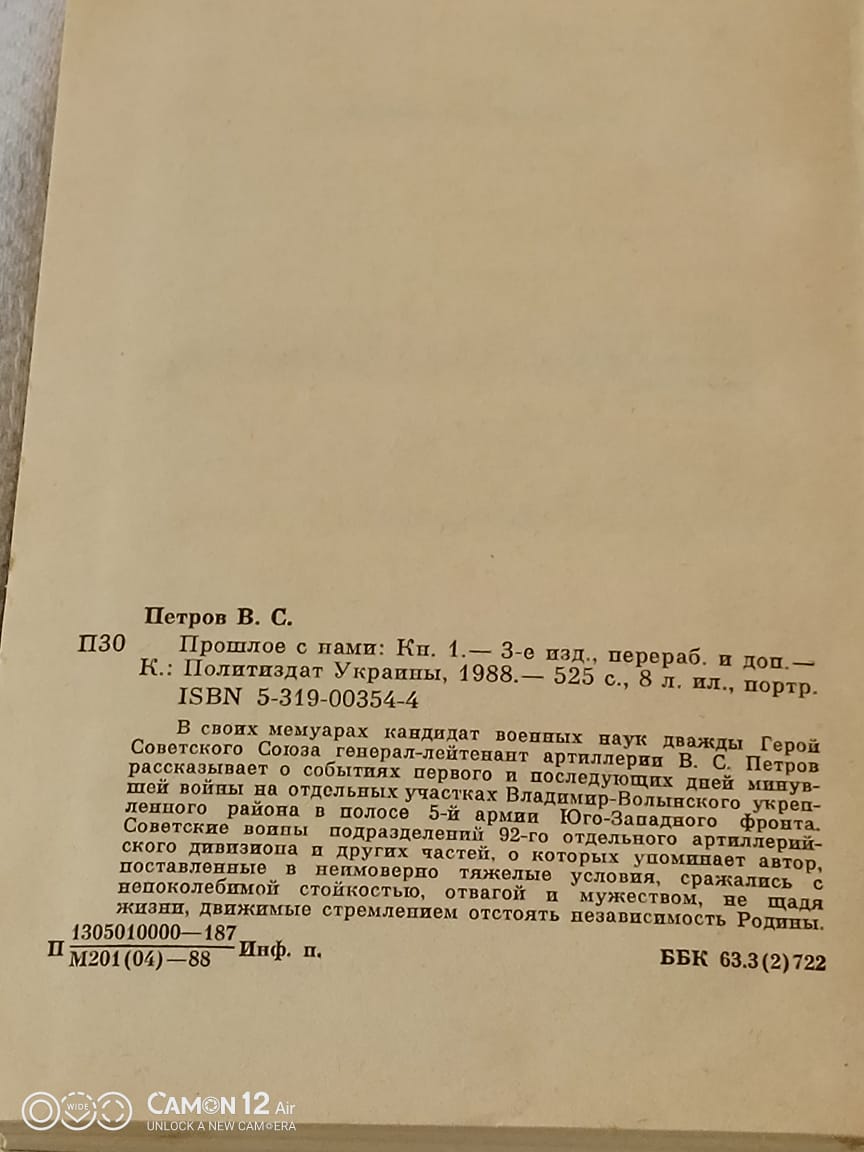 Петров В. С.
П30 Прошлое с нами: Кн. 1.— 3-е изд., перераб. и доп.—
К.: Политиздат Украины, 1988.— 525 с., 8 л. ил., портр.
ISBN 5-319-00354-4
В своих мемуарах кандидат военных наук дважды Герой
Советского Союза генерал-лейтенант артиллерии В. С. Петров
рассказывает о событиях первого и последующих дней минув-
шей войны на отдельных участках Владимир-Волынского укреп-
ленного района в полосе 5-й армии Юго-Западного фронта.
Советские воины подразделений 92-го отдельного артиллерий-
ского дивизиона и других частей, о которых упоминает автор,
поставленные в неимоверно тяжелые условия, сражались с
непоколебимой стойкостью, отвагой и мужеством, не щадя
жизни, движимые стремлением отстоять независимость Родины.
П 1305010000—187
М201(04)—88 Инф. п.
ББК 63.3(2)722
WIDE
CAMON 12 Air
UNLOCK A NEW CAMERA